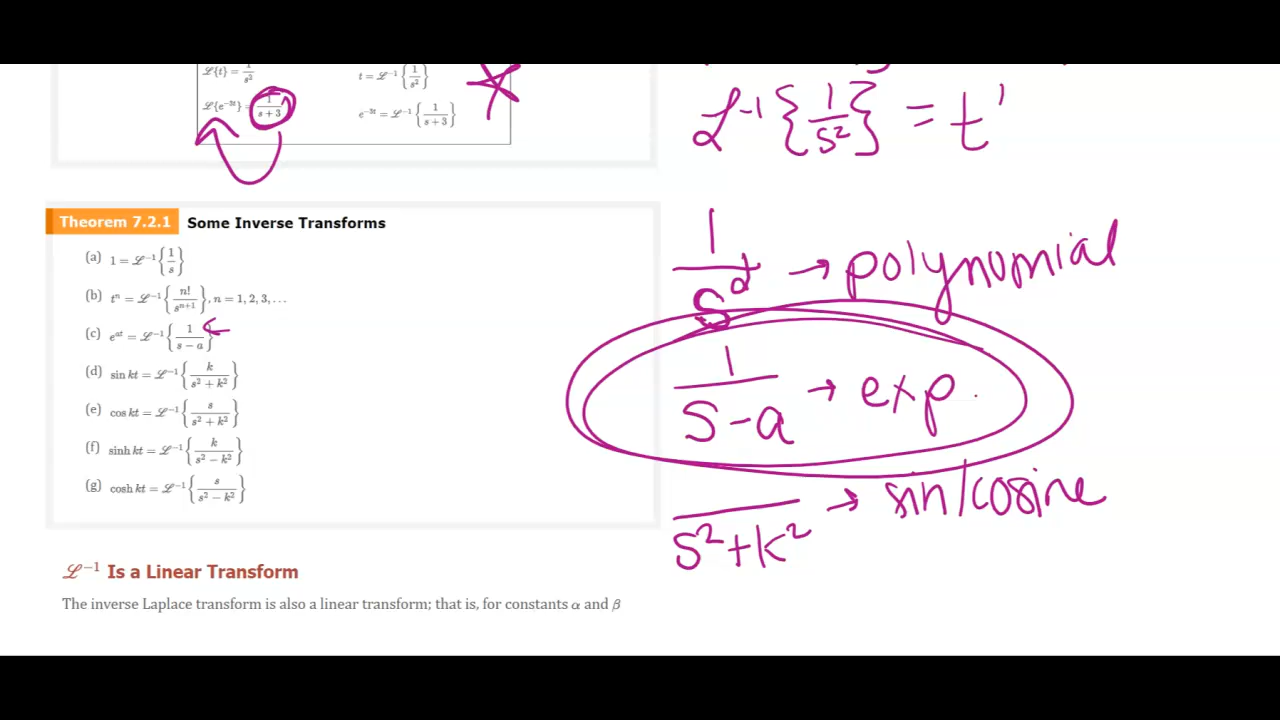 ℒ{t} = 1/s²
t = ℒ⁻¹{1/s²}
ℒ{e⁻³ᵗ} = 1/(s + 3)
e⁻³ᵗ = ℒ⁻¹{1/(s + 3)}
ℒ⁻¹{1/s²} = t¹
Theorem 7.2.1 Some Inverse Transforms
(a) 1 = ℒ⁻¹{1/s}
(b) tⁿ = ℒ⁻¹{n!/sⁿ⁺¹}, n = 1, 2, 3, …
(c) eᵃᵗ = ℒ⁻¹{1/(s − a)}
(d) sin kt = ℒ⁻¹{k/(s² + k²)}
(e) cos kt = ℒ⁻¹{s/(s² + k²)}
(f) sinh kt = ℒ⁻¹{k/(s² − k²)}
(g) cosh kt = ℒ⁻¹{s/(s² − k²)}
→ polynomial
1/(s-a) → exp.
/(s²+k²) → sin/cosine
ℒ⁻¹ Is a Linear Transform
The inverse Laplace transform is also a linear transform; that is, for constants α and β